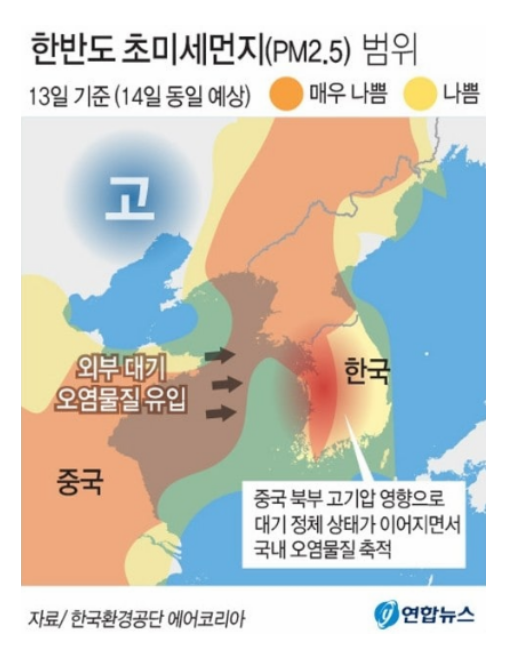 한반도 초미세먼지(PM2.5) 범위
13일 기준 (14일 동일 예상) 매우 나쁨 나쁨
고
외부 대기
오염물질 유입
한국
중국
중국 북부 고기압 영향으로
대기 정체 상태가 이어지면서
국내 오염물질 축적
자료/ 한국환경공단 에어코리아
연합뉴스